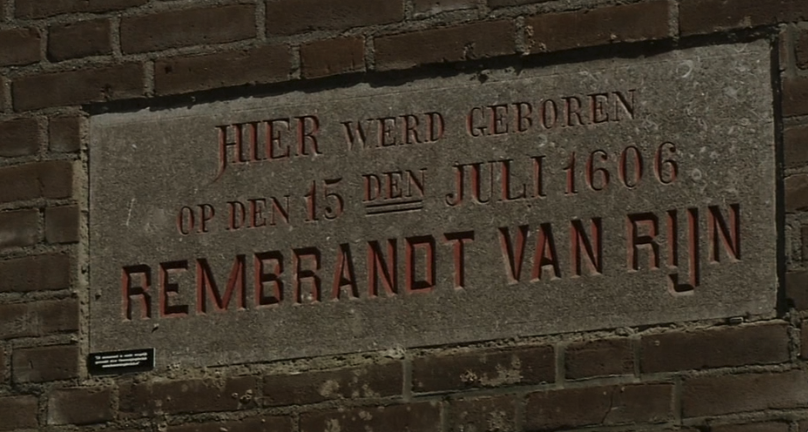 HIER WERD GEBOREN
OP DEN 15 DEN JULI 1606
REMBRANDT VAN RIJN